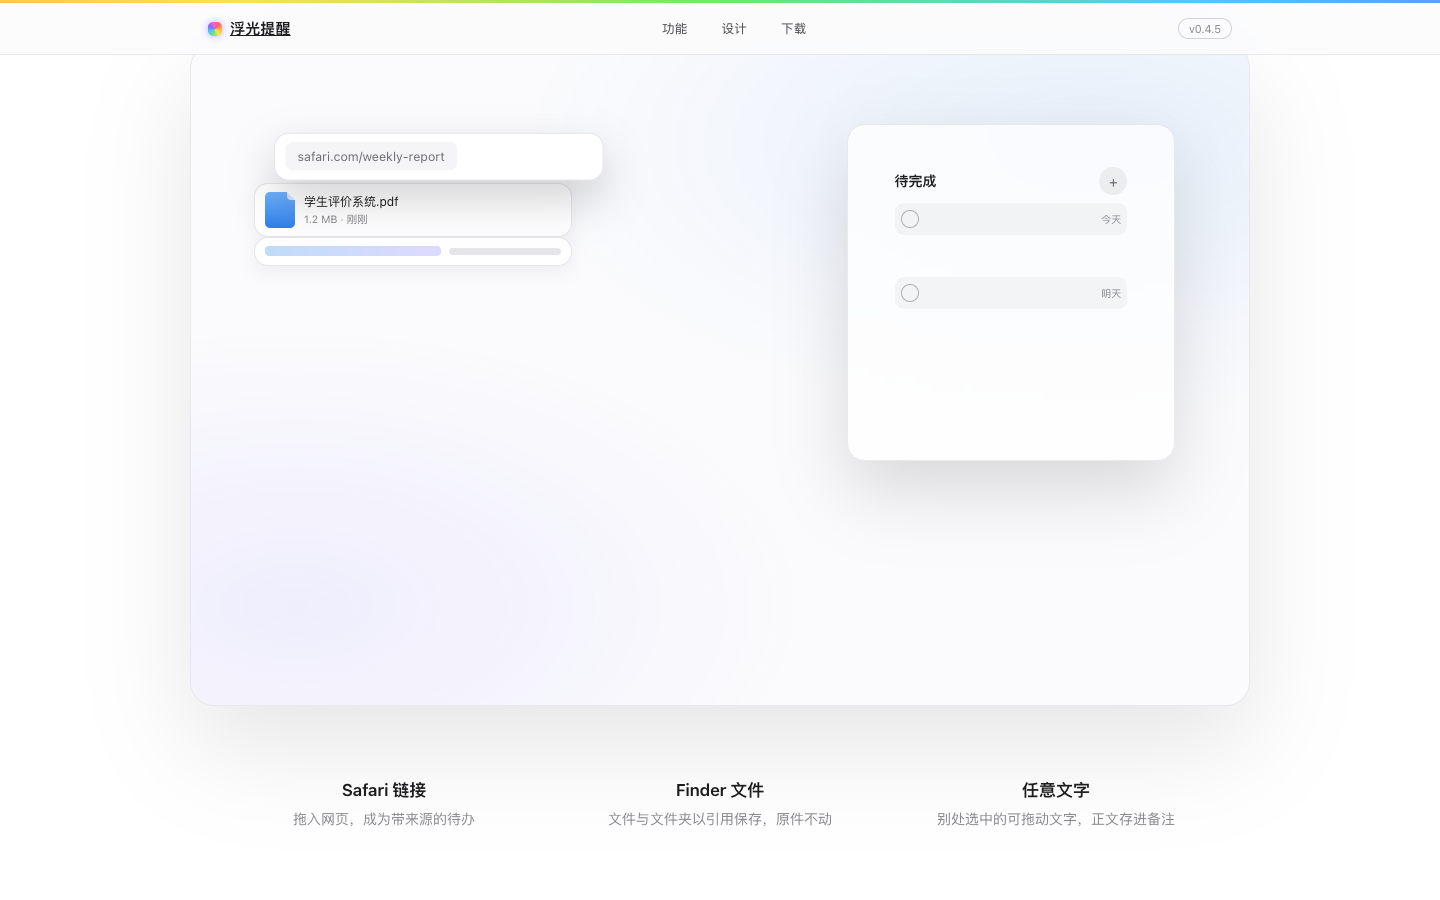 浮光提醒
功能
设计
下载
v0.4.5
safari.com/weekly-report
学生评价系统.pdf
1.2 MB · 刚刚
待完成
+
今天
明天
Safari 链接
拖入网页，成为带来源的待办
Finder 文件
文件与文件夹以引用保存，原件不动
任意文字
别处选中的可拖动文字，正文存进备注